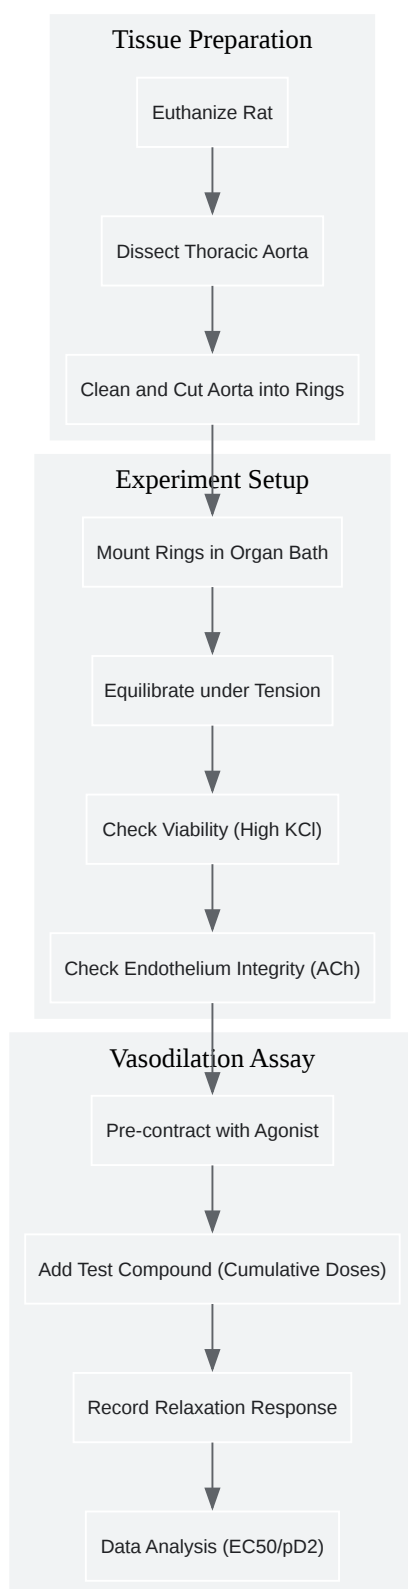 Tissue Preparation
Euthanize Rat
Dissect Thoracic Aorta
Clean and Cut Aorta into Rings
Experiment Setup
Mount Rings in Organ Bath
Equilibrate under Tension
Check Viability (High KCl)
Check Endothelium Integrity (ACh)
Vasodilation Assay
Pre-contract with Agonist
Add Test Compound (Cumulative Doses)
Record Relaxation Response
Data Analysis (EC50/pD2)